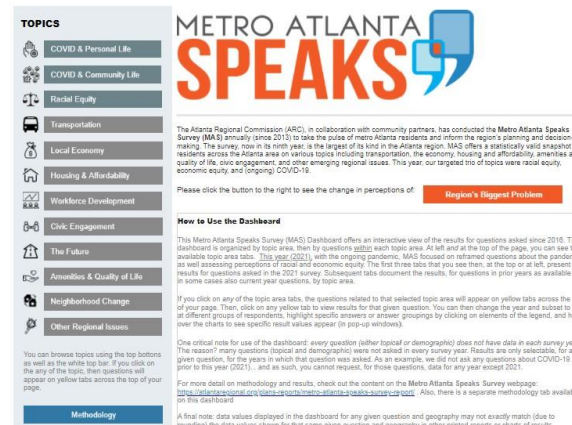 TOPICS
COVID & Personal Life
COVID & Community Life
Racial Equity
Transportation
Local Economy
Housing & Affordability
Workforce Development
Civic Engagement
The Future
Amenities & Quality of Life
Neighborhood Change
Other Regional Issues
You can browse topics using the top bottons
as well as the white top bar. If you click on
the any of the topic, then questions will
appear on yellow tabs across the top of your
page.
Methodology
METRO ATLANTA
SPEAKS
The Atlanta Regional Commission (ARC), in collaboration with community partners, has conducted the Metro Atlanta Speaks
Survey (MAS) annually (since 2013) to take the pulse of metro Atlanta residents and inform the region's planning and decision-
making. The survey, now in its ninth year, is the largest of its kind in the Atlanta region. MAS offers a statistically valid snapshot
residents across the Atlanta area on various topics including transportation, the economy, housing and affordability, amenities a
quality of life, civic engagement, and other emerging regional issues. This year, our targeted trio of topics were racial equity,
economic equity, and (ongoing) COVID-19.
Please click the button to the right to see the change in perceptions of:
Region's Biggest Problem
How to Use the Dashboard
This Metro Atlanta Speaks Survey (MAS) Dashboard offers an interactive view of the results for questions asked since 2016. T
dashboard is organized by topic area, then by questions within each topic area. At left and at the top of the page, you can see t
available topic area tabs. This year (2021), with the ongoing pandemic, MAS focused on reframed questions about the pandem
as well assessing perceptions of racial and economic equity. The first three tabs that you see then, at the top or at left, present
results for questions asked in the 2021 survey. Subsequent tabs document the results, for questions in prior years as available
in some cases also current year questions, by topic area.
If you click on any of the topic area tabs, the questions related to that selected topic area will appear on yellow tabs across the
of your page. Then, click on any yellow tab to view results for that given question. You can then change the year and subset to
at different groups of respondents, highlight specific answers or answer groupings by clicking on elements of the legend, and h
over the charts to see specific result values appear (in pop-up windows).
One critical note for use of the dashboard: every question (either topical or demographic) does not have data in each survey ye
The reason? many questions (topical and demographic) were not asked in every survey year. Results are only selectable, for a
given question, for the years in which that question was asked. As an example, we did not ask any questions about COVID-19
prior to this year (2021)... and as such, you cannot request, for those questions, data for any year except 2021.
For more detail on methodology and results, check out the content on the Metro Atlanta Speaks Survey webpage:
https://atlantaregional.org/plans-reports/metro-atlanta-speaks-survey-report/ . Also, there is a separate methodology tab availab
on this dashboard
A final note: data values displayed in the dashboard for any given question and geography may not exactly match (due to